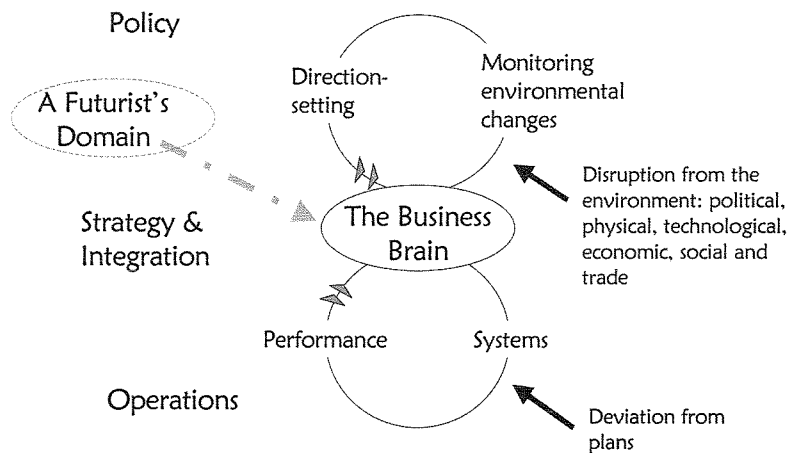 Policy
Direction-
setting
Monitoring
environmental
changes
A Futurist's
Domain
Disruption from the
environment: political,
physical, technological,
economic, social and
trade
Strategy &
Integration
The Business
Brain
Performance
Systems
Operations
Deviation from
plans